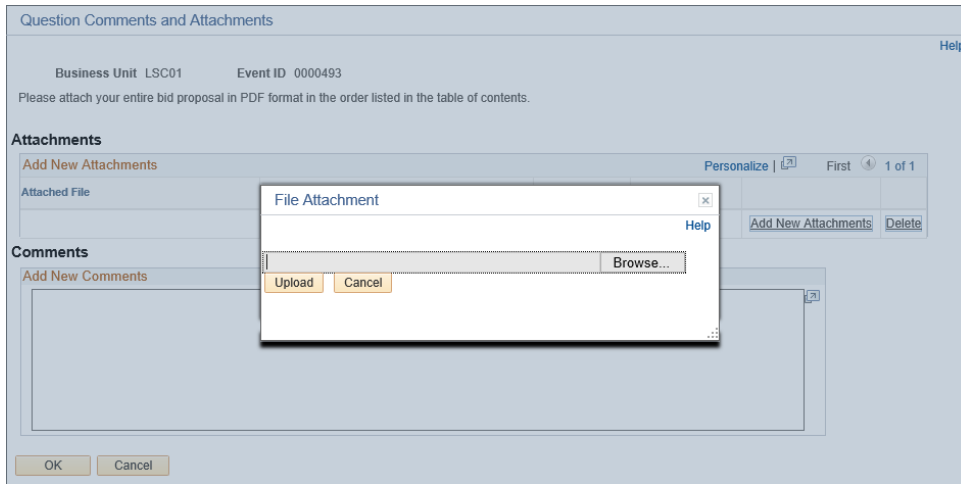 Question Comments and Attachments
Help
Business Unit LSC01 Event ID 0000493
Please attach your entire bid proposal in PDF format in the order listed in the table of contents.
Attachments
Add New Attachments Personalize | First 1 of 1
Attached File
Add New Attachments Delete
File Attachment
Help
Browse...
Upload Cancel
Comments
Add New Comments
OK Cancel